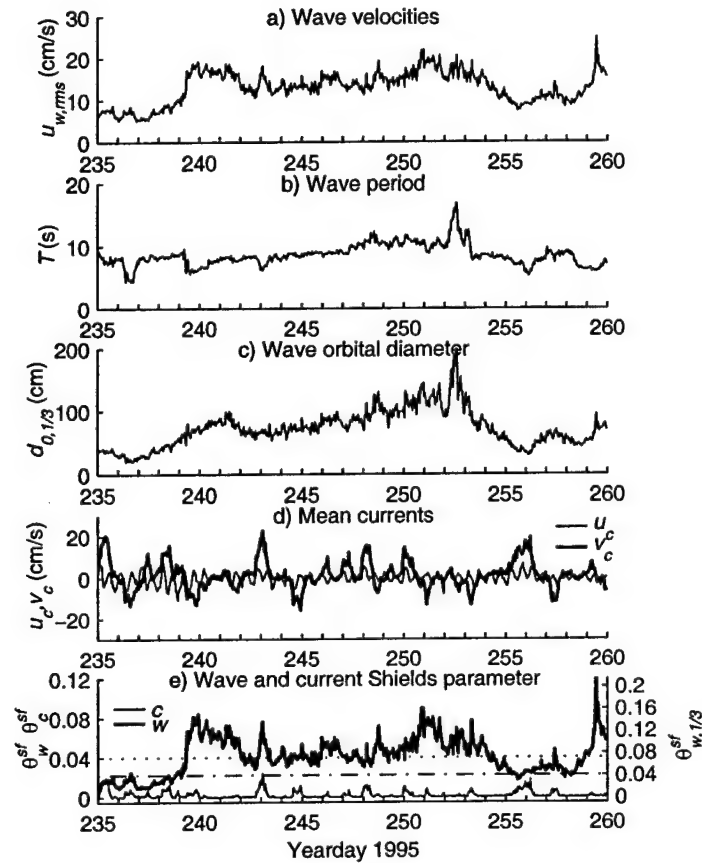 a) Wave velocities
u_w,rms (cm/s)
30
20
10
0
235 240 245 250 255 260
b) Wave period
T (s)
20
10
0
235 240 245 250 255 260
c) Wave orbital diameter
d_0,1/3 (cm)
200
100
0
235 240 245 250 255 260
d) Mean currents
u_c, v_c (cm/s)
20
0
−20
u_c
v_c
235 240 245 250 255 260
e) Wave and current Shields parameter
θ_w^sf θ_c^sf
0.12
0.08
0.04
0
c
w
0.2
0.16
0.12
0.08
0.04
0
θ_w,1/3^sf
235 240 245 250 255 260
Yearday 1995